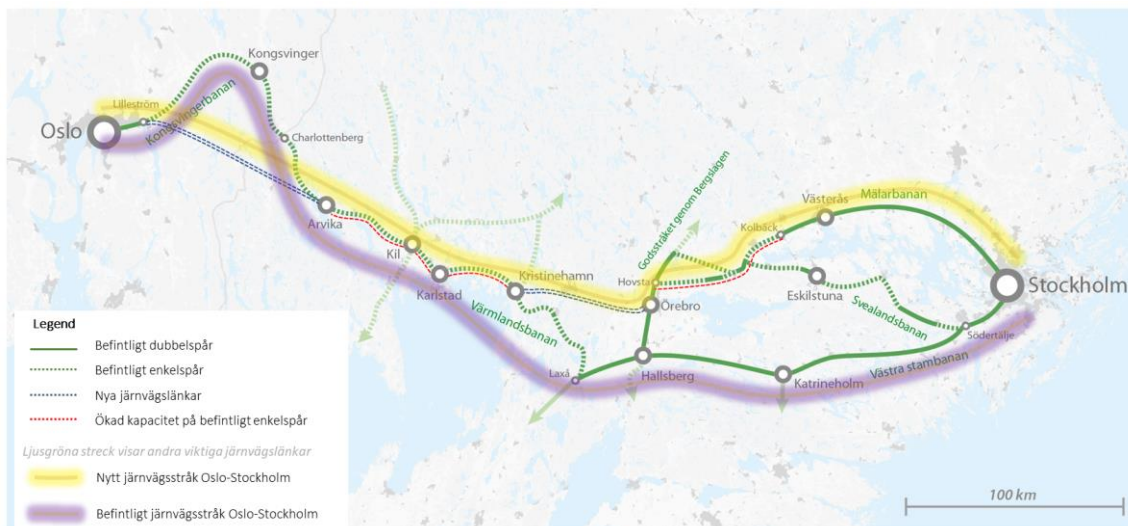 Kongsvinger
Lilleström
Oslo
Kongsvingerbanan
Charlottenberg
Arvika
Kil
Karlstad
Kristinehamn
Värmlandsbanan
Laxå
Godsstråket genom Bergslagen
Hovsta
Örebro
Hallsberg
Kolbäck
Västerås
Mälarbanan
Eskilstuna
Svealandsbanan
Stockholm
Södertälje
Västra stambanan
Katrineholm
Legend
Befintligt dubbelspår
Befintligt enkelspår
Nya järnvägslänkar
Ökad kapacitet på befintligt enkelspår
Ljusgröna streck visar andra viktiga järnvägslänkar
Nytt järnvägsstråk Oslo-Stockholm
Befintligt järnvägsstråk Oslo-Stockholm
100 km